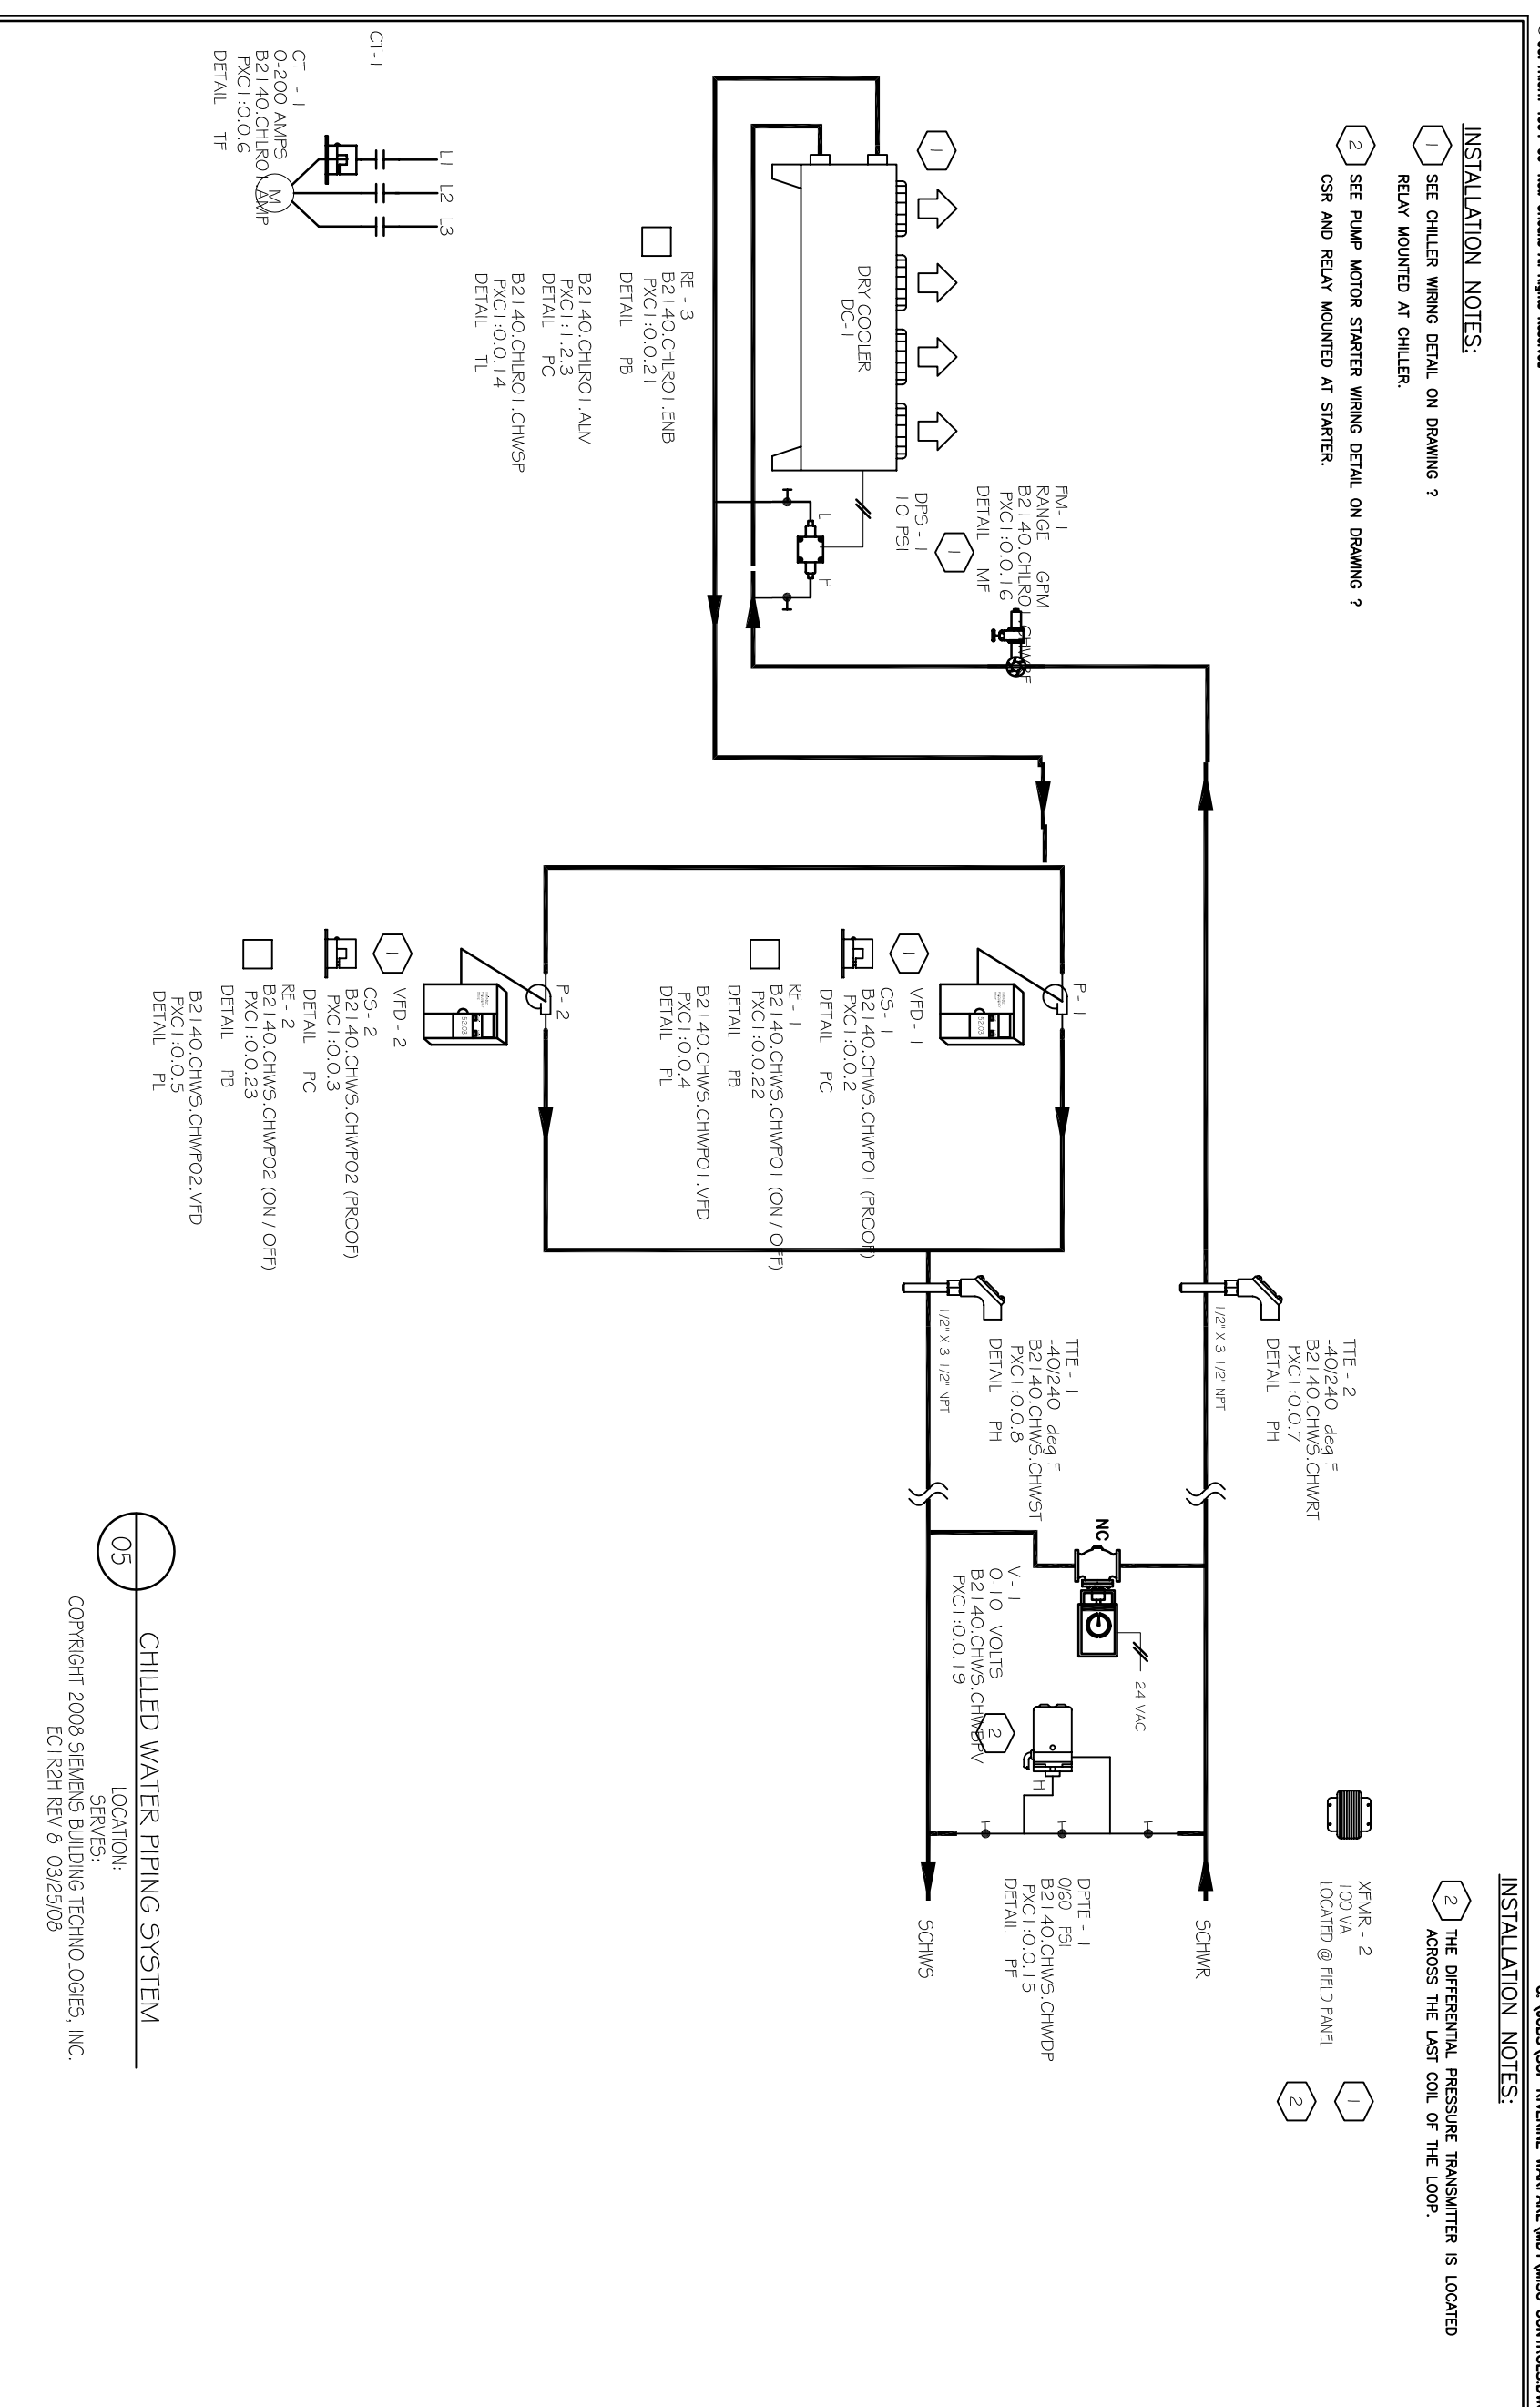 INSTALLATION NOTES:
1
SEE CHILLER WIRING DETAIL ON DRAWING ?
RELAY MOUNTED AT CHILLER.
2
SEE PUMP MOTOR STARTER WIRING DETAIL ON DRAWING ?
CSR AND RELAY MOUNTED AT STARTER.
INSTALLATION NOTES:
2
THE DIFFERENTIAL PRESSURE TRANSMITTER IS LOCATED
ACROSS THE LAST COIL OF THE LOOP.
XFMR - 2
100 VA
LOCATED @ FIELD PANEL
1
2
1
DRY COOLER
DC-1
FM- 1
RANGE GPM
B2140.CHLR01.CHWRF
PXC1:0.0.16
DETAIL MF
1
DPS - 1
10 PSI
L
H
RE - 3
B2140.CHLR01.ENB
PXC1:0.0.21
DETAIL PB
B2140.CHLR01.ALM
PXC1:1.2.3
DETAIL PC
B2140.CHLR01.CHWSP
PXC1:0.0.14
DETAIL TL
L1
L2
L3
M
CT-1
CT - 1
0-200 AMPS
B2140.CHLR01.AMP
PXC1:0.0.6
DETAIL TF
P - 1
52.03
VFD - 1
1
CS- 1
B2140.CHWS.CHWP01 (PROOF)
PXC1:0.0.2
DETAIL PC
RE - 1
B2140.CHWS.CHWP01 (ON / OFF)
PXC1:0.0.22
DETAIL PB
B2140.CHWS.CHWP01.VFD
PXC1:0.0.4
DETAIL PL
P - 2
52.03
VFD - 2
1
CS- 2
B2140.CHWS.CHWP02 (PROOF)
PXC1:0.0.3
DETAIL PC
RE - 2
B2140.CHWS.CHWP02 (ON / OFF)
PXC1:0.0.23
DETAIL PB
B2140.CHWS.CHWP02.VFD
PXC1:0.0.5
DETAIL PL
TTE - 2
-40/240 deg F
B2140.CHWS.CHWRT
PXC1:0.0.7
DETAIL PH
1/2" X 3 1/2" NPT
TTE - 1
-40/240 deg F
B2140.CHWS.CHWST
PXC1:0.0.8
DETAIL PH
1/2" X 3 1/2" NPT
NC
24 VAC
V - 1
0-10 VOLTS
B2140.CHWS.CHWBPV
PXC1:0.0.19
2
H
DPTE - 1
0/60 PSI
B2140.CHWS.CHWDP
PXC1:0.0.15
DETAIL PF
SCHWR
SCHWS
05
CHILLED WATER PIPING SYSTEM
LOCATION:
SERVES:
COPYRIGHT 2008 SIEMENS BUILDING TECHNOLOGIES, INC.
EC1R2H REV 8 03/25/08